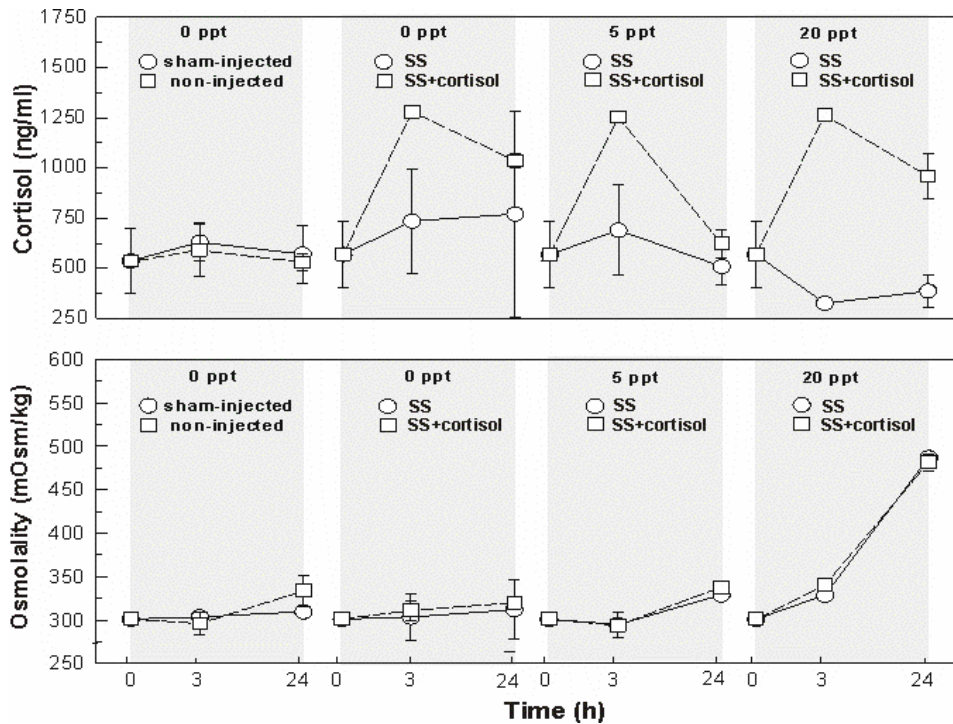 1750
1500
1250
1000
750
500
250
Cortisol (ng/ml)
0 ppt
sham-injected
non-injected
0 ppt
SS
SS+cortisol
5 ppt
SS
SS+cortisol
20 ppt
SS
SS+cortisol
600
550
500
450
400
350
300
250
Osmolality (mOsm/kg)
0 ppt
sham-injected
non-injected
0 ppt
SS
SS+cortisol
5 ppt
SS
SS+cortisol
20 ppt
SS
SS+cortisol
0 3 24 0 3 24 0 3 24 0 3 24
Time (h)